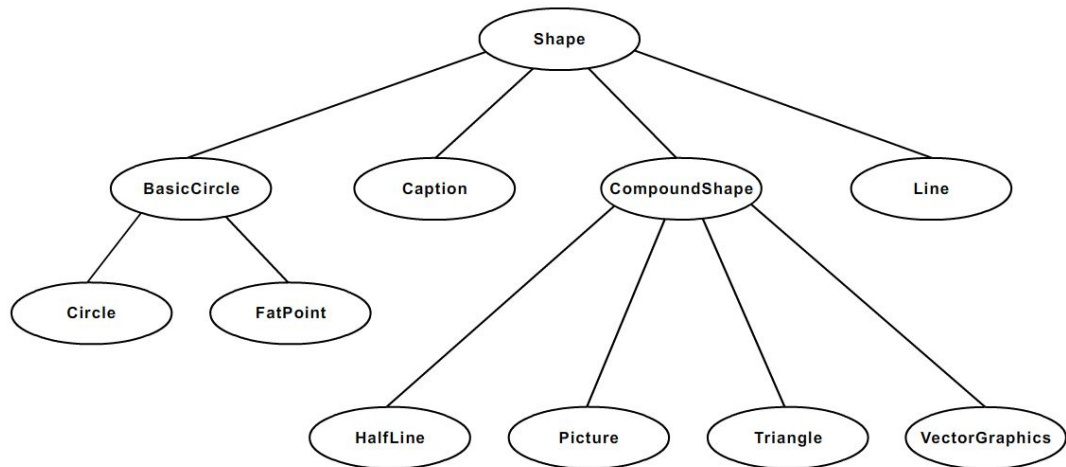 Shape
BasicCircle
Caption
CompoundShape
Line
Circle
FatPoint
HalfLine
Picture
Triangle
VectorGraphics